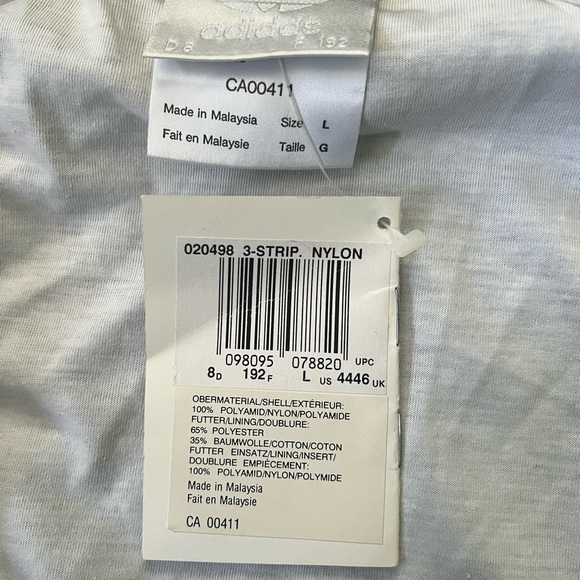 adidas
D 8 F 192
CA00411
Made in Malaysia Size L
Fait en Malaysie Taille G
020498 3-STRIP. NYLON
098095 078820 UPC
8D 192F L US 4446 UK
OBERMATERIAL/SHELL/EXTÉRIEUR:
100% POLYAMID/NYLON/POLYAMIDE
FUTTER/LINING/DOUBLURE:
65% POLYESTER
35% BAUMWOLLE/COTTON/COTON
FUTTER EINSATZ/LINING/INSERT/
DOUBLURE EMPIÈCEMENT:
100% POLYAMID/NYLON/POLYMIDE
Made in Malaysia
Fait en Malaysie
CA 00411